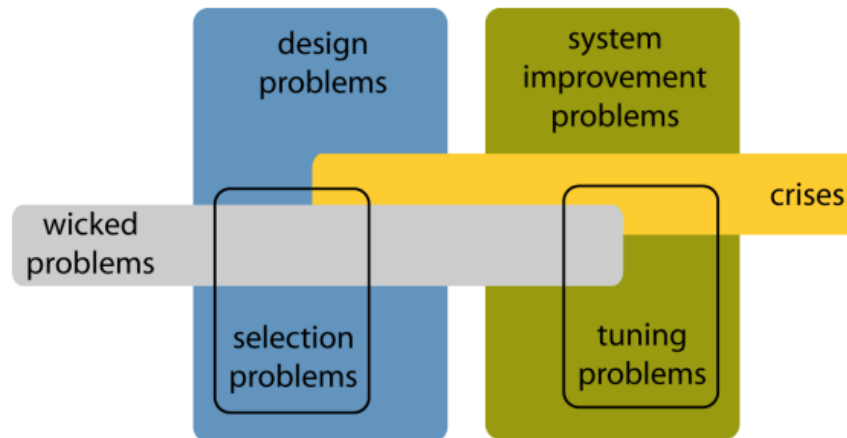 design
problems
system
improvement
problems
crises
wicked
problems
selection
problems
tuning
problems